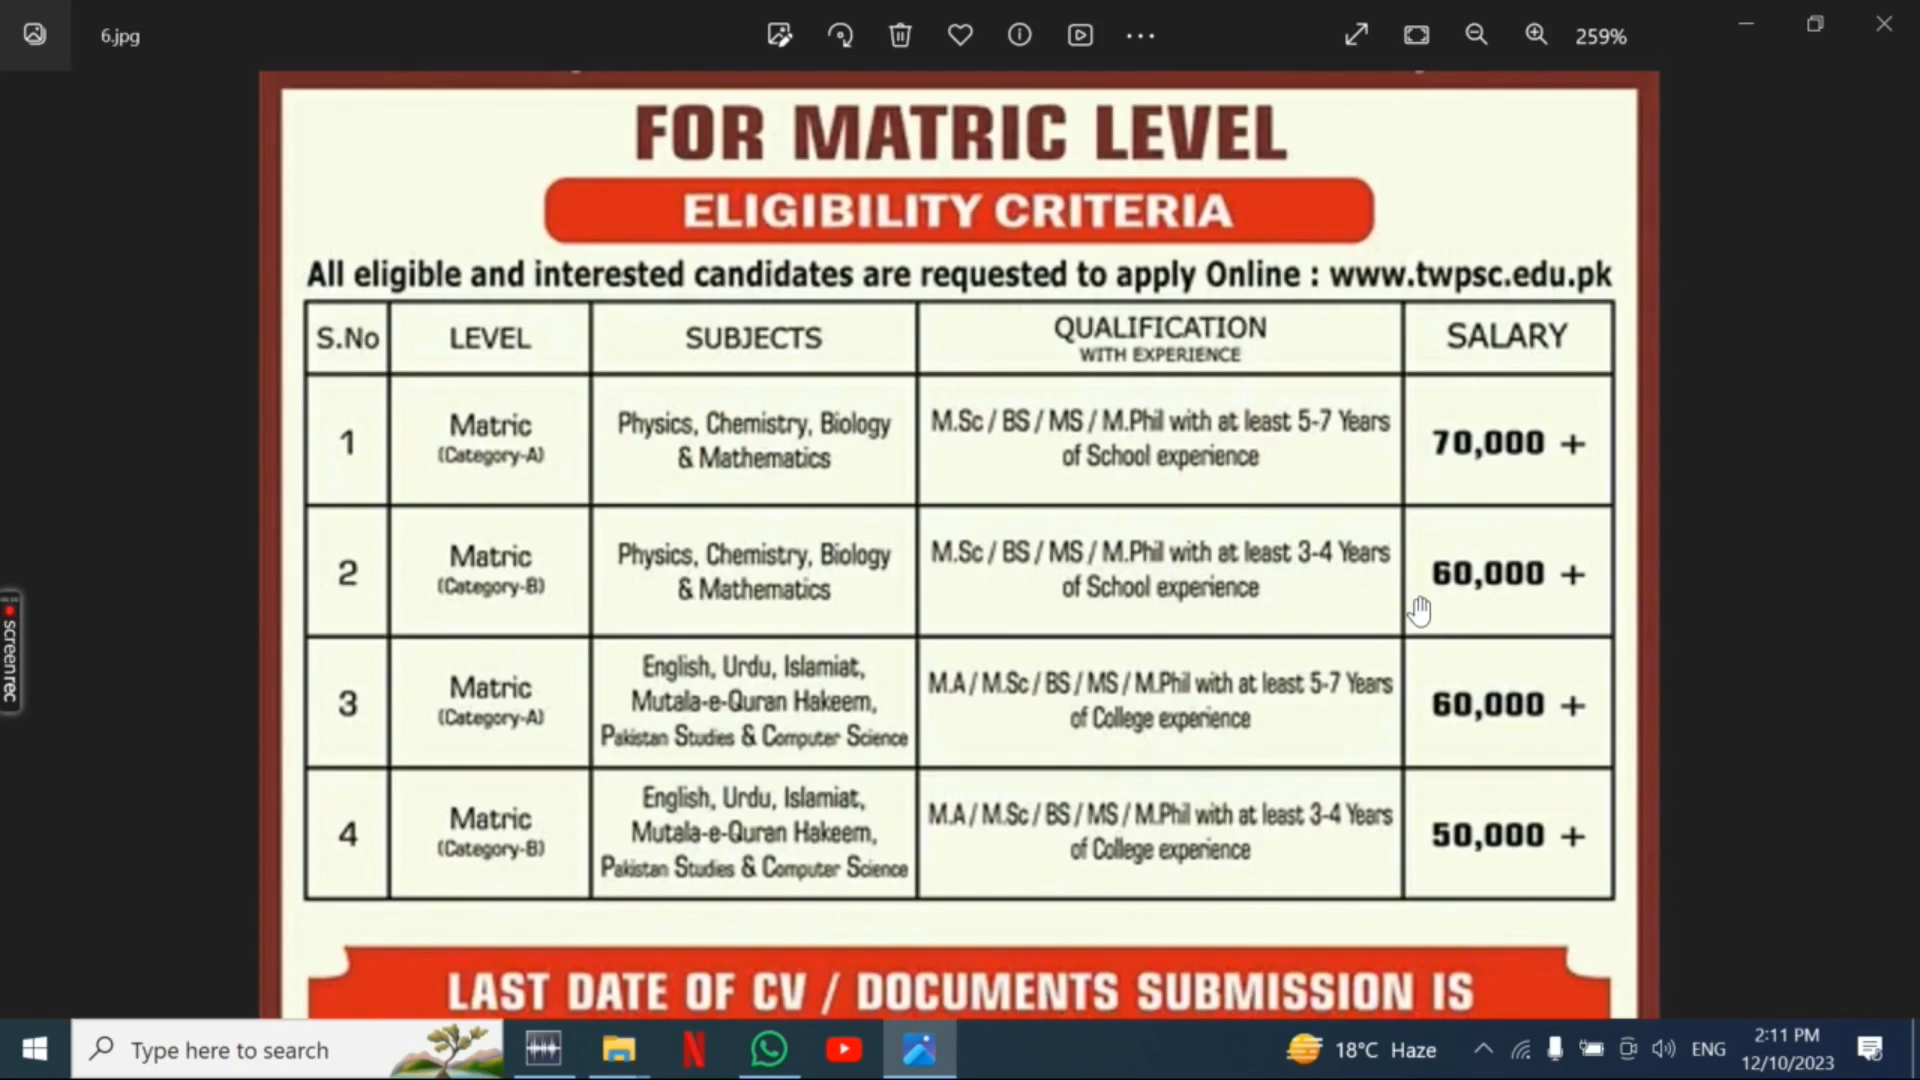 6.jpg
259%
FOR MATRIC LEVEL
ELIGIBILITY CRITERIA
All eligible and interested candidates are requested to apply Online : www.twpsc.edu.pk
S.No LEVEL SUBJECTS QUALIFICATION SALARY
WITH EXPERIENCE
1 Matric Physics, Chemistry, Biology M.Sc / BS / MS / M.Phil with at least 5-7 Years 70,000 +
(Category-A) & Mathematics of School experience
2 Matric Physics, Chemistry, Biology M.Sc / BS / MS / M.Phil with at least 3-4 Years 60,000 +
(Category-B) & Mathematics of School experience
English, Urdu, Islamiat,
3 Matric Mutala-e-Quran Hakeem, M.A / M.Sc / BS / MS / M.Phil with at least 5-7 Years 60,000 +
(Category-A) Pakistan Studies & Computer Science of College experience
English, Urdu, Islamiat,
4 Matric Mutala-e-Quran Hakeem, M.A / M.Sc / BS / MS / M.Phil with at least 3-4 Years 50,000 +
(Category-B) Pakistan Studies & Computer Science of College experience
LAST DATE OF CV / DOCUMENTS SUBMISSION IS
screenrec
Type here to search
18°C Haze
ENG
2:11 PM
12/10/2023